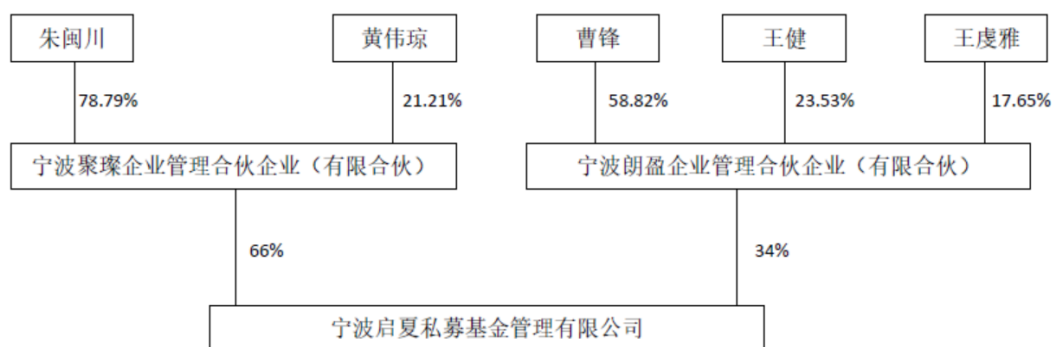 朱闽川
黄伟琼
曹锋
王健
王虔雅
78.79%
21.21%
58.82%
23.53%
17.65%
宁波聚璨企业管理合伙企业（有限合伙）
宁波朗盈企业管理合伙企业（有限合伙）
66%
34%
宁波启夏私募基金管理有限公司